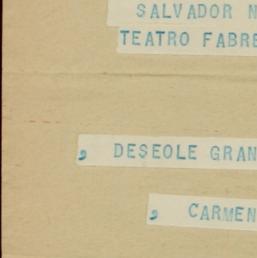 SALVADOR N
TEATRO FABRE
, DESEOLE GRAN
, CARMEN